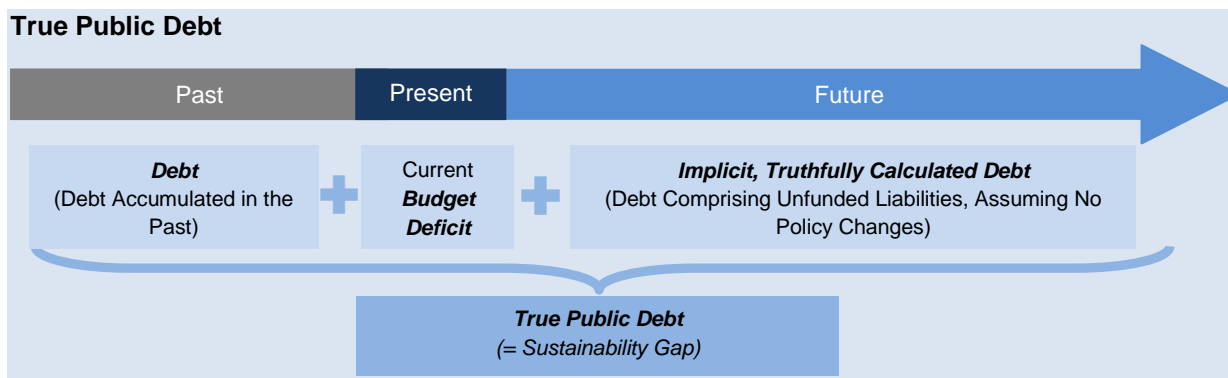 True Public Debt
Past Present Future
Debt
(Debt Accumulated in the
Past)
Current
Budget
Deficit
Implicit, Truthfully Calculated Debt
(Debt Comprising Unfunded Liabilities, Assuming No
Policy Changes)
True Public Debt
(= Sustainability Gap)